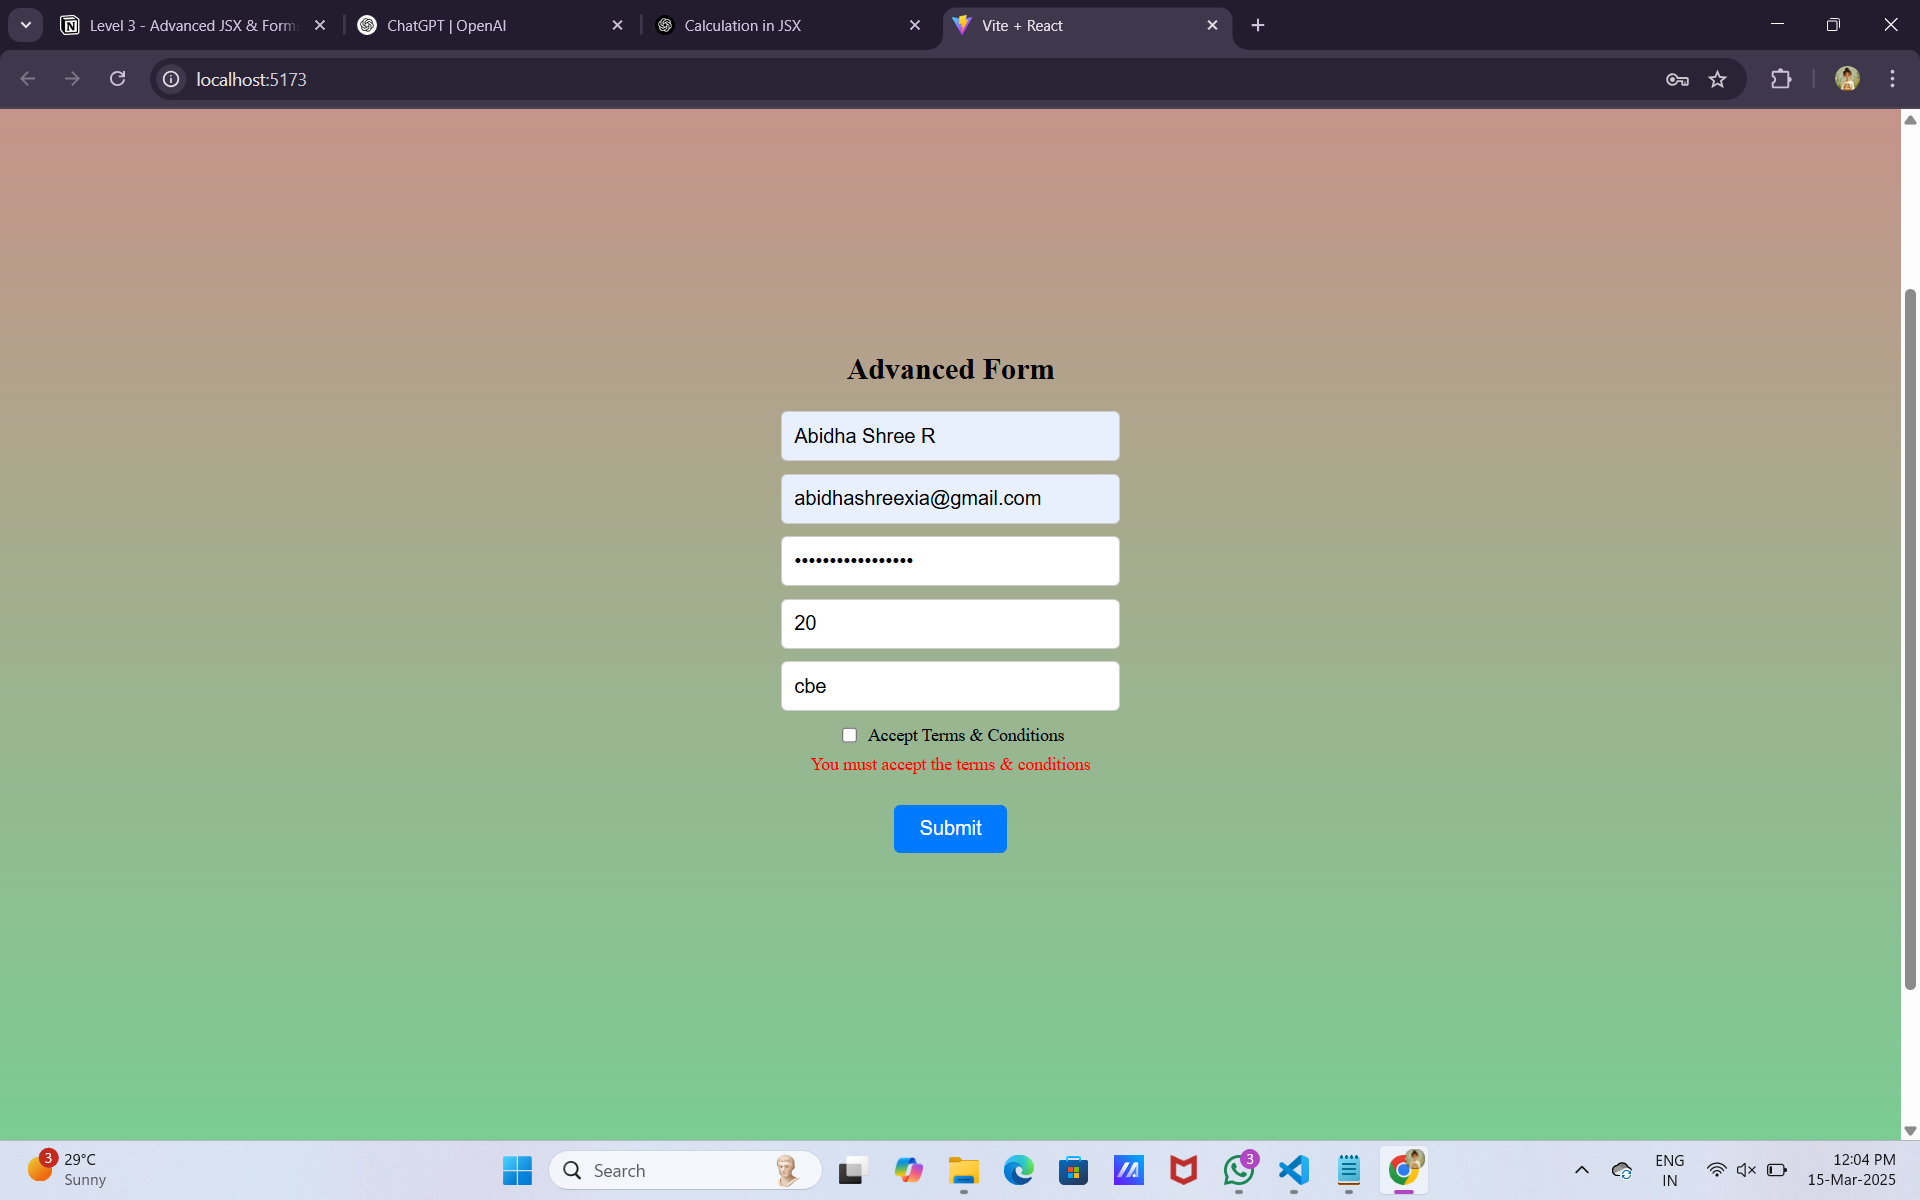 Level 3 - Advanced JSX & Form
ChatGPT | OpenAI
Calculation in JSX
Vite + React
localhost:5173
Advanced Form
Abidha Shree R
abidhashreexia@gmail.com
•••••••••••••••••
20
cbe
Accept Terms & Conditions
You must accept the terms & conditions
Submit
3
29°C
Sunny
Search
3
ENG
IN
12:04 PM
15-Mar-2025